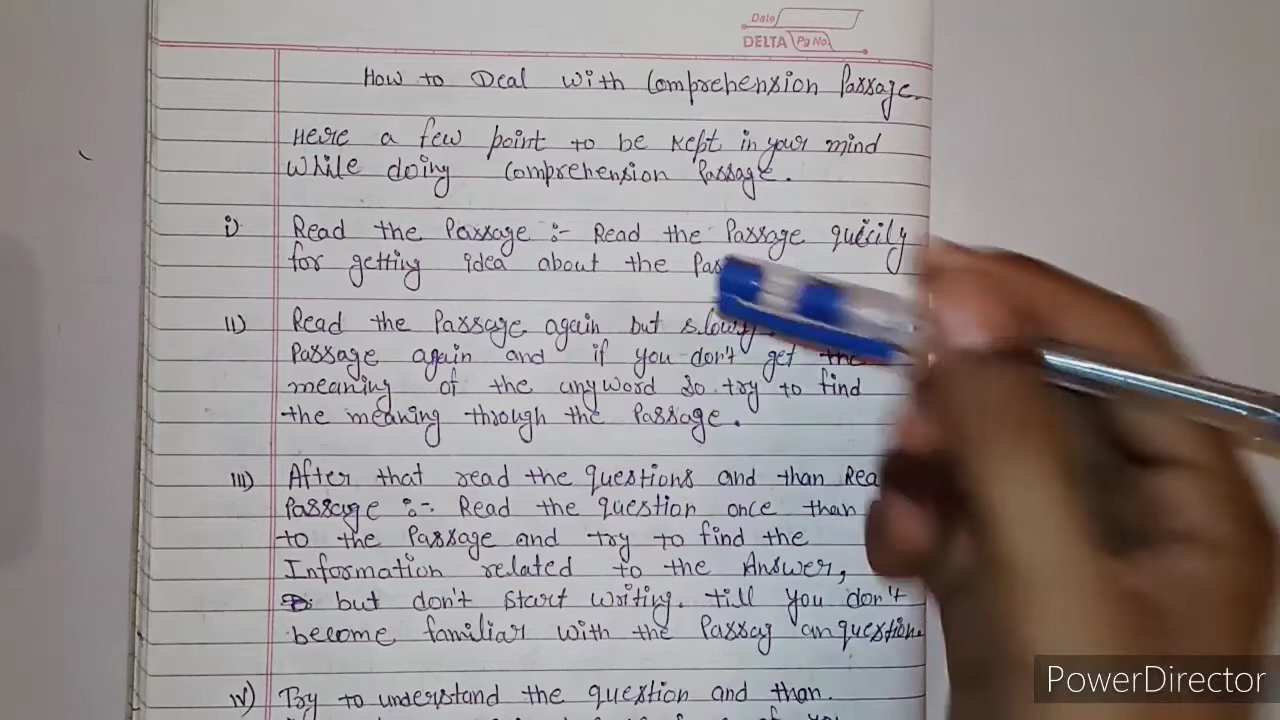 Date
DELTA Pg No.
How to Deal with Comprehension Passage.
Here a few point to be kept in your mind
while doing Comprehension Passage.
i) Read the Passage :- Read the Passage quicily
for getting idea about the Pas
ii) Read the Passage again but slowly
Passage again and if you don't get the
meaning of the anyword so try to find
the meaning through the Passage.
iii) After that read the questions and than Rea
Passage :- Read the question once than
to the Passage and try to find the
Information related to the Answer,
but don't start writing. till you don't
become familiar with the Passag an question.
iv) Try to understand the question and than.
PowerDirector